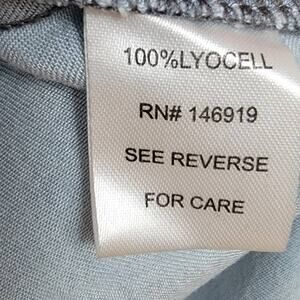 100%LYOCELL
RN# 146919
SEE REVERSE
FOR CARE